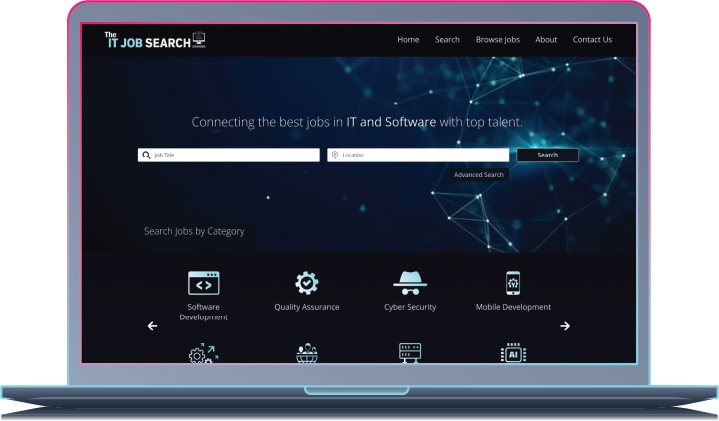 The
IT JOB SEARCH
Home Search Browse Jobs About Contact Us
Connecting the best jobs in IT and Software with top talent.
Job Title Location Search
Advanced Search
Search Jobs by Category
Software Quality Assurance Cyber Security Mobile Development
Development
AI